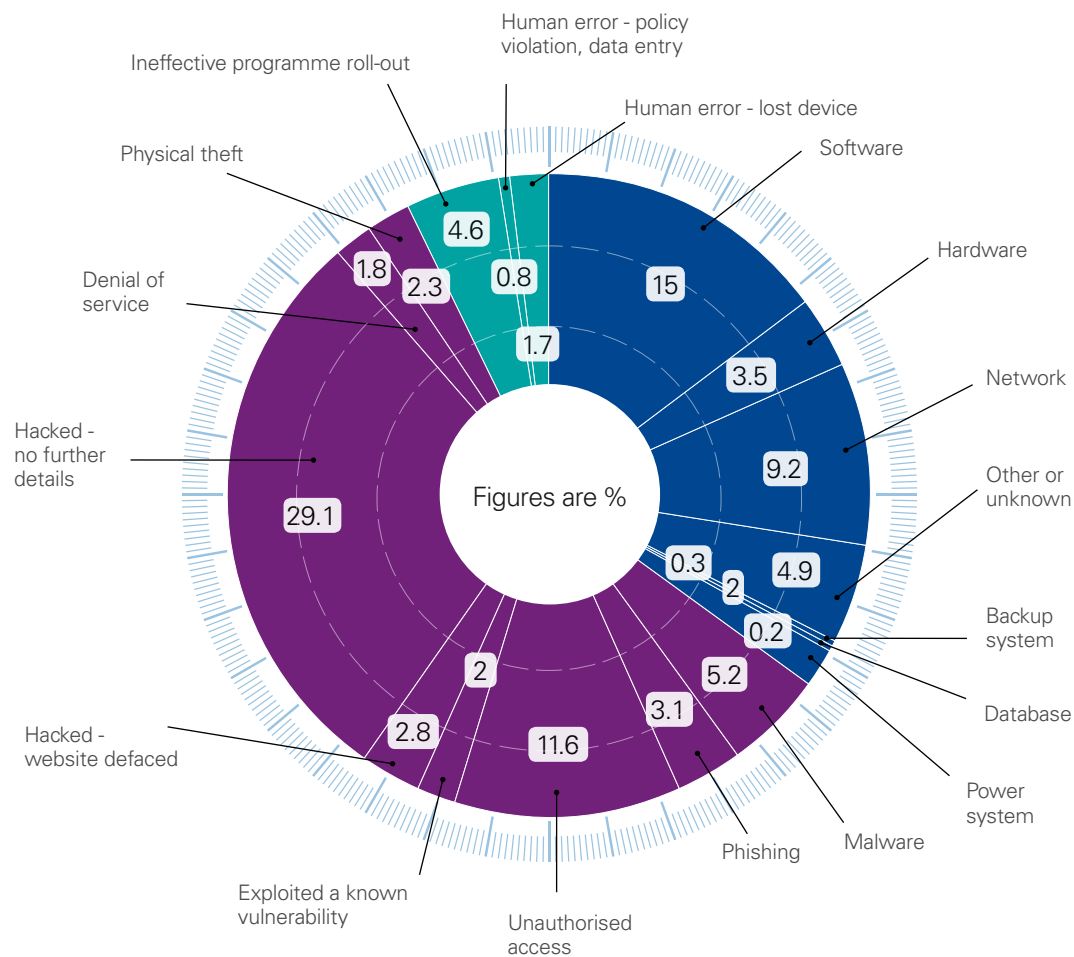 Human error - policy
violation, data entry
Ineffective programme roll-out
Human error - lost device
Software
Physical theft
Hardware
Denial of
service
Network
Hacked -
no further
details
Other or
unknown
Backup
system
Database
Power
system
Malware
Phishing
Unauthorised
access
Exploited a known
vulnerability
Hacked -
website defaced
4.6
0.8
1.7
15
3.5
9.2
4.9
0.3
2
0.2
5.2
3.1
11.6
2
2.8
29.1
1.8
2.3
Figures are %